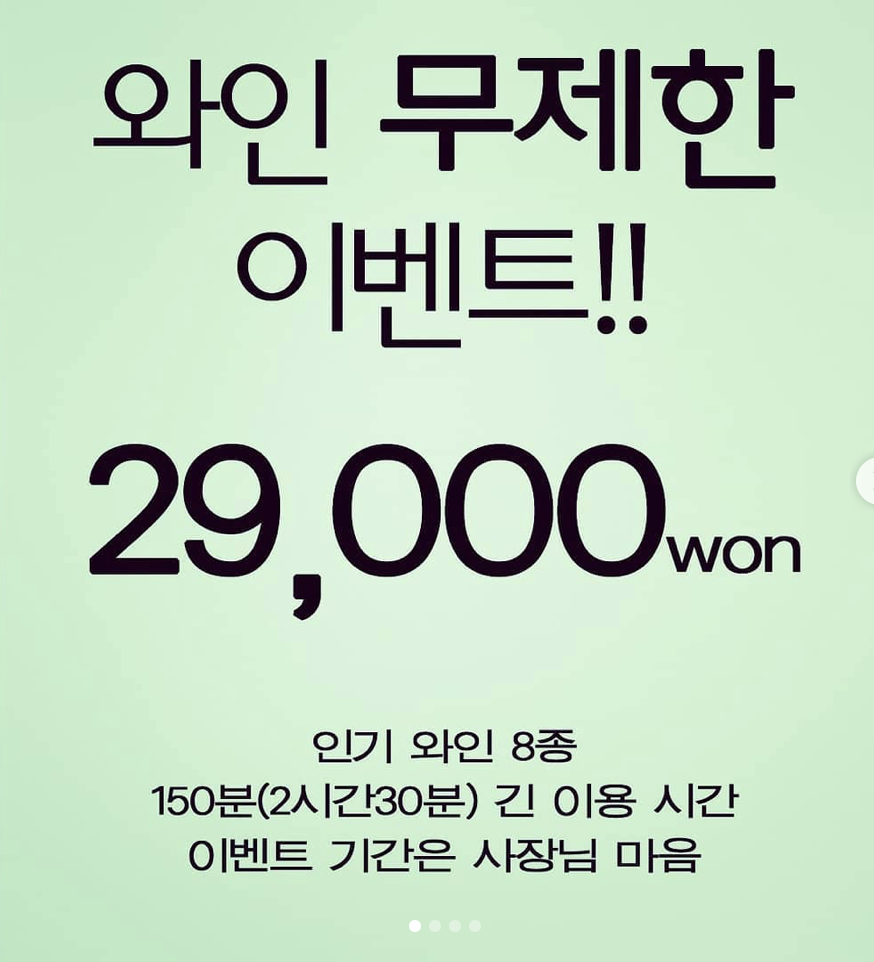 와인 무제한
이벤트!!
29,000won
인기 와인 8종
150분(2시간30분) 긴 이용 시간
이벤트 기간은 사장님 마음